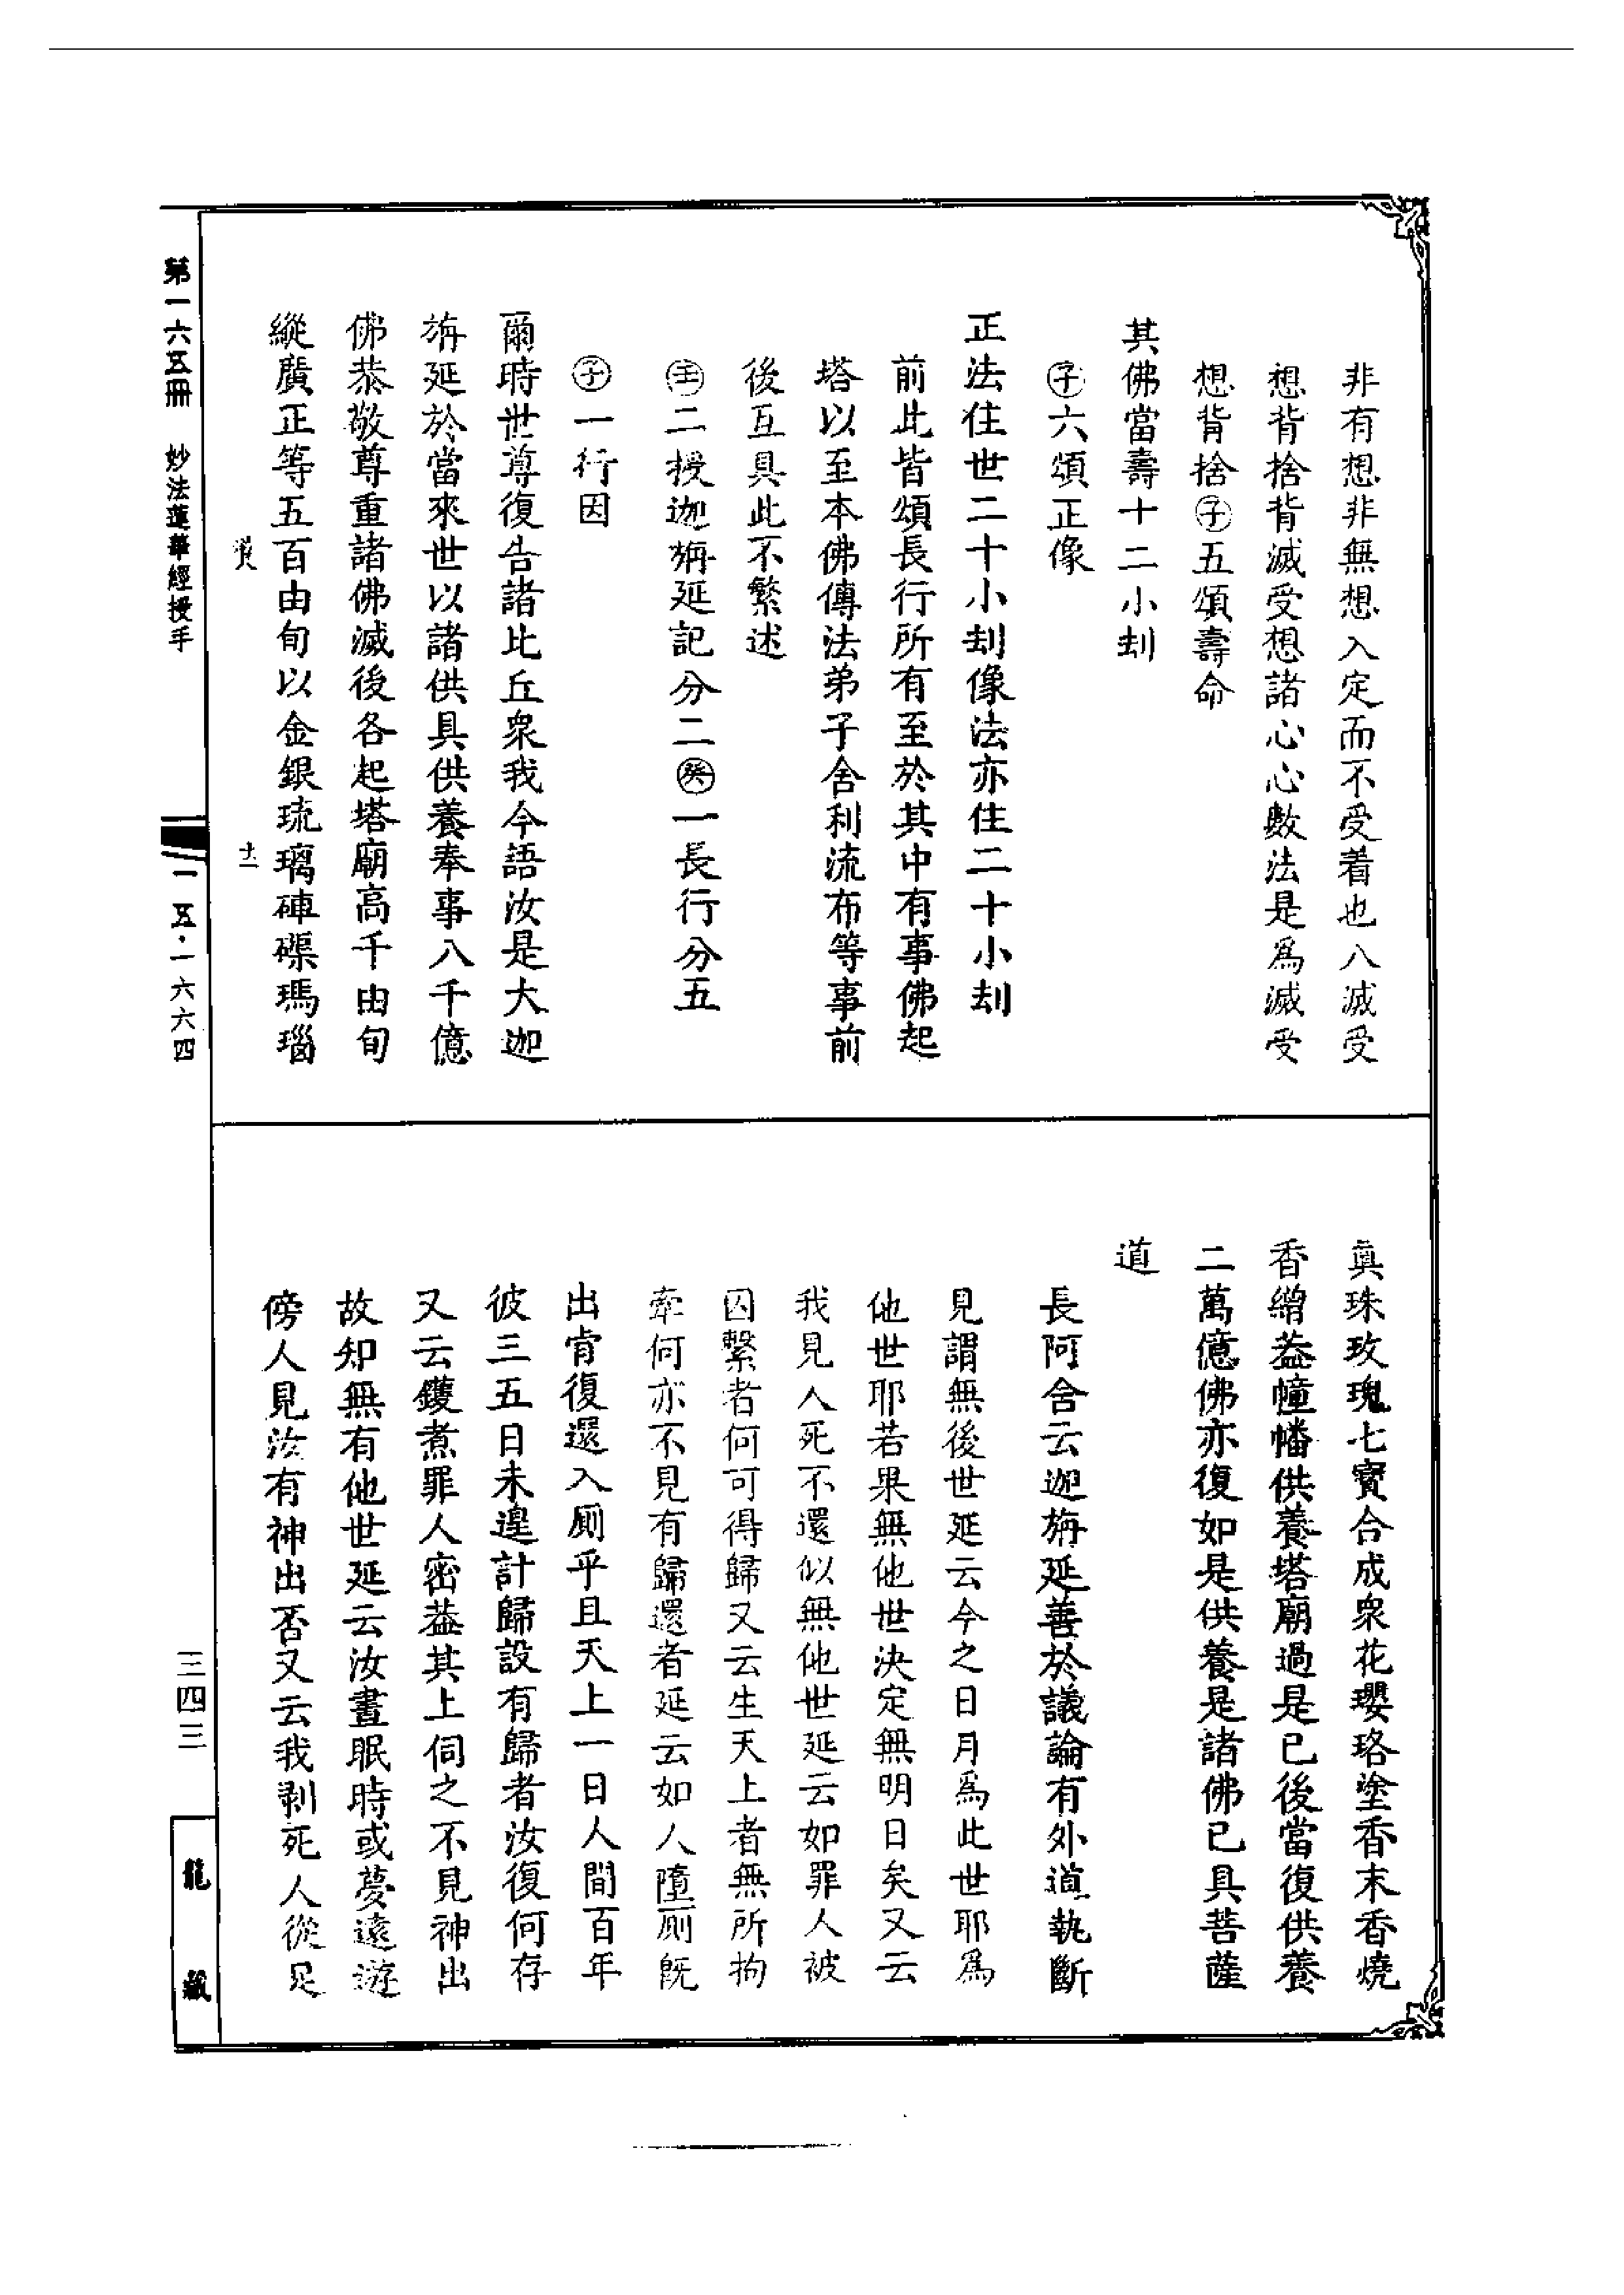 非有想非無想入定而不受着也八滅受
想背捨背滅受想諸心心數法是爲滅受
想背捨㊀子五頌壽命
其佛當壽十二小刦
子六頌正像
正法住世二十小刦像法亦住二十小刦
前此皆頌長行所有至於其中有事佛起
塔以至本佛傳法弟子舍利流布等事前
後互具此不繁述
壬二授迦旃延記分二癸一長行分五
子一行因
爾時世尊復告諸比丘衆我今語汝是大迦
旃延於當來世以諸供具供養奉事八千億
佛恭敬尊重諸佛滅後各起塔廟高千由旬
縱廣正等五百由旬以金銀琉璃硨磲瑪瑙
十二
真珠玫瑰七寶合成衆花瓔珞塗香末香燒
香繒葢幢幡供養塔廟過是已後當復供養
二萬億佛亦復如是供養是諸佛已具菩薩
道
長阿含云迦旃延善於議論有外道執斷
見謂無後世延云今之日月爲此世耶爲
他世耶若果無他世決定無明日矣又云
我見人死不還似無他世延云如罪人被
囚繫者何可得歸又云生天上者無所拘
牽何亦不見有歸還者延云如人墮厠旣
出肯復還入厠乎且天上一日人間百年
彼三五日未遑計歸設有歸者汝復何存
又云鑊煮罪人密葢其上伺之不見神出
故知無有他世延云汝晝眠時或夢遠遊
傍人見汝有神出否又云我剝死人從足
第一六五冊　妙法蓮華經授手
一五·一六六四
三四三
龍藏